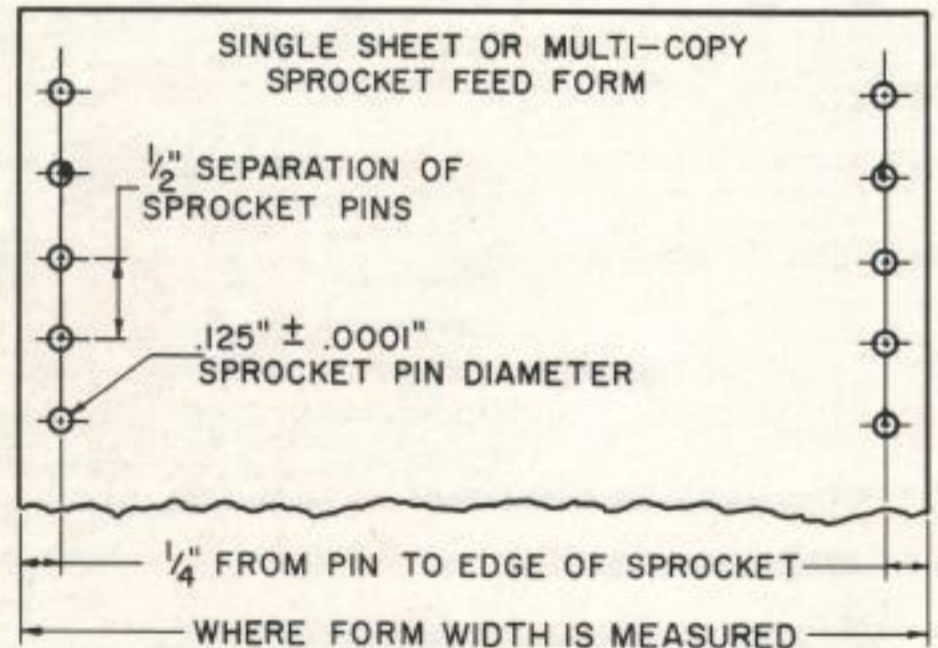 SINGLE SHEET OR MULTI-COPY
SPROCKET FEED FORM
1/2" SEPARATION OF
SPROCKET PINS
.125" ± .0001"
SPROCKET PIN DIAMETER
1/4" FROM PIN TO EDGE OF SPROCKET
WHERE FORM WIDTH IS MEASURED